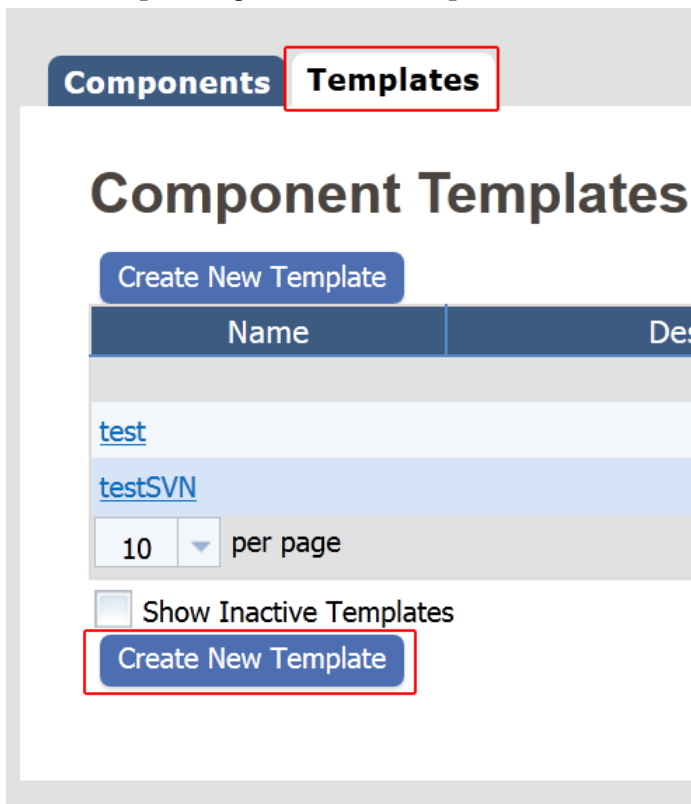 Components Templates
Component Templates
Create New Template
Name Des
test
testSVN
10 per page
Show Inactive Templates
Create New Template